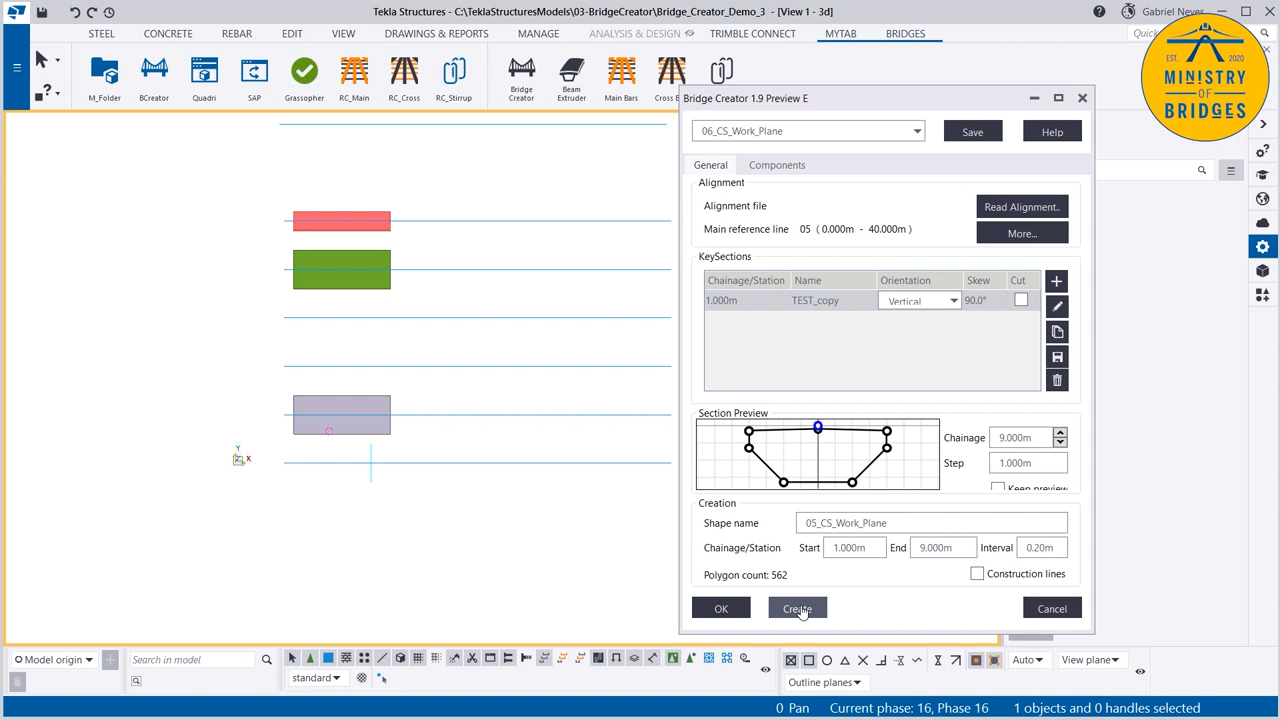 Tekla Structures - C:\TeklaStructuresModels\03-BridgeCreator\Bridge_Creator_Demo_3 - [View 1 - 3d]
Gabriel Neves
STEEL CONCRETE REBAR EDIT VIEW DRAWINGS & REPORTS MANAGE ANALYSIS & DESIGN TRIMBLE CONNECT MYTAB BRIDGES
M_Folder BCreator Quadri SAP Grassopher RC_Main RC_Cross RC_Stirrup Bridge Creator Beam Extruder Main Bars
EST. 2020
MINISTRY
OF
BRIDGES
Bridge Creator 1.9 Preview E
06_CS_Work_Plane Save Help
General Components
Alignment
Alignment file Read Alignment..
Main reference line 05 ( 0.000m - 40.000m ) More...
KeySections
Chainage/Station Name Orientation Skew Cut
1.000m TEST_copy Vertical 90.0°
Section Preview
Chainage 9.000m
Step 1.000m
Keep preview
Creation
Shape name 05_CS_Work_Plane
Chainage/Station Start 1.000m End 9.000m Interval 0.20m
Polygon count: 562 Construction lines
OK Create Cancel
Y
Z X
Model origin Search in model
standard
Auto View plane
Outline planes
0 Pan Current phase: 16, Phase 16 1 objects and 0 handles selected